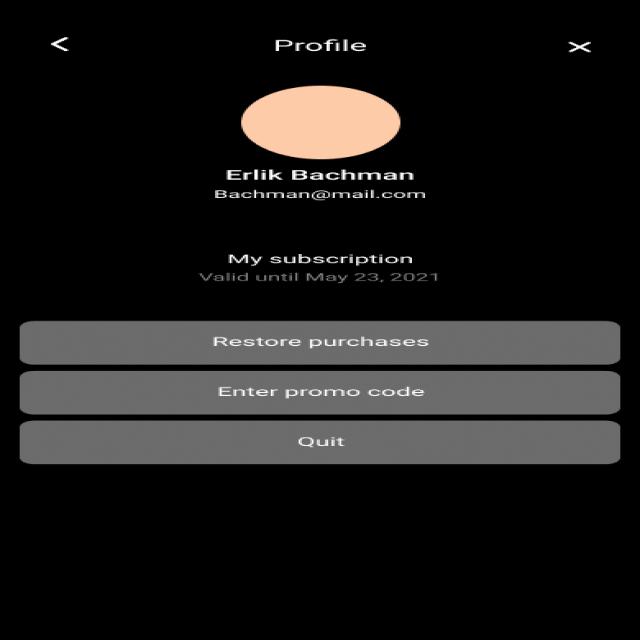 Profile
Erlik Bachman
Bachman@mail.com
My subscription
Valid until May 23, 2021
Restore purchases
Enter promo code
Quit